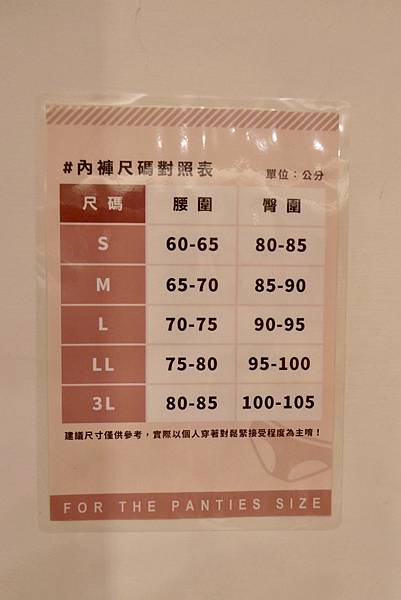 #內褲尺碼對照表 單位：公分
尺碼 腰圍 臀圍
S 60-65 80-85
M 65-70 85-90
L 70-75 90-95
LL 75-80 95-100
3L 80-85 100-105
建議尺寸僅供參考，實際以個人穿著對鬆緊接受程度為主唷！
FOR THE PANTIES SIZE